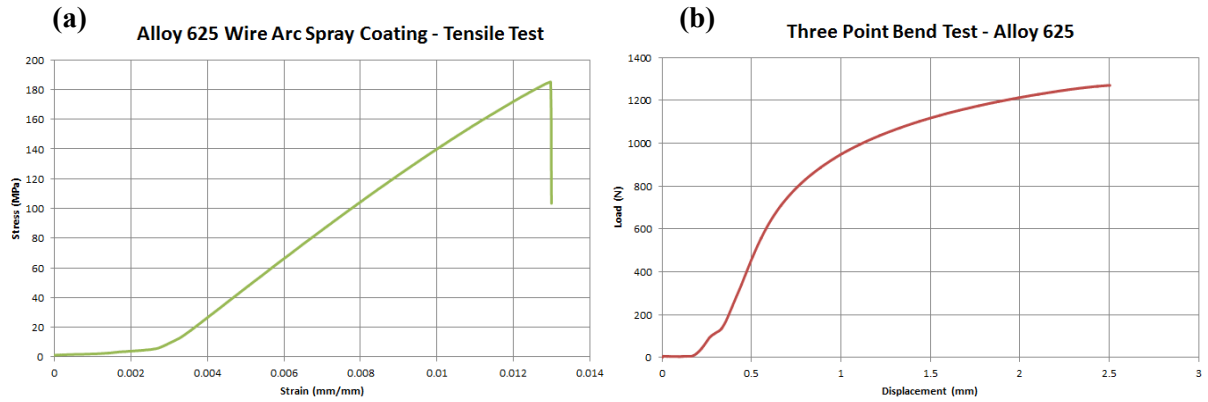 (a)
Alloy 625 Wire Arc Spray Coating - Tensile Test
200
180
160
140
120
100
80
60
40
20
0
Stress (MPa)
0 0.002 0.004 0.006 0.008 0.01 0.012 0.014
Strain (mm/mm)
(b)
Three Point Bend Test - Alloy 625
1400
1200
1000
800
600
400
200
0
Load (N)
0 0.5 1 1.5 2 2.5 3
Displacement (mm)